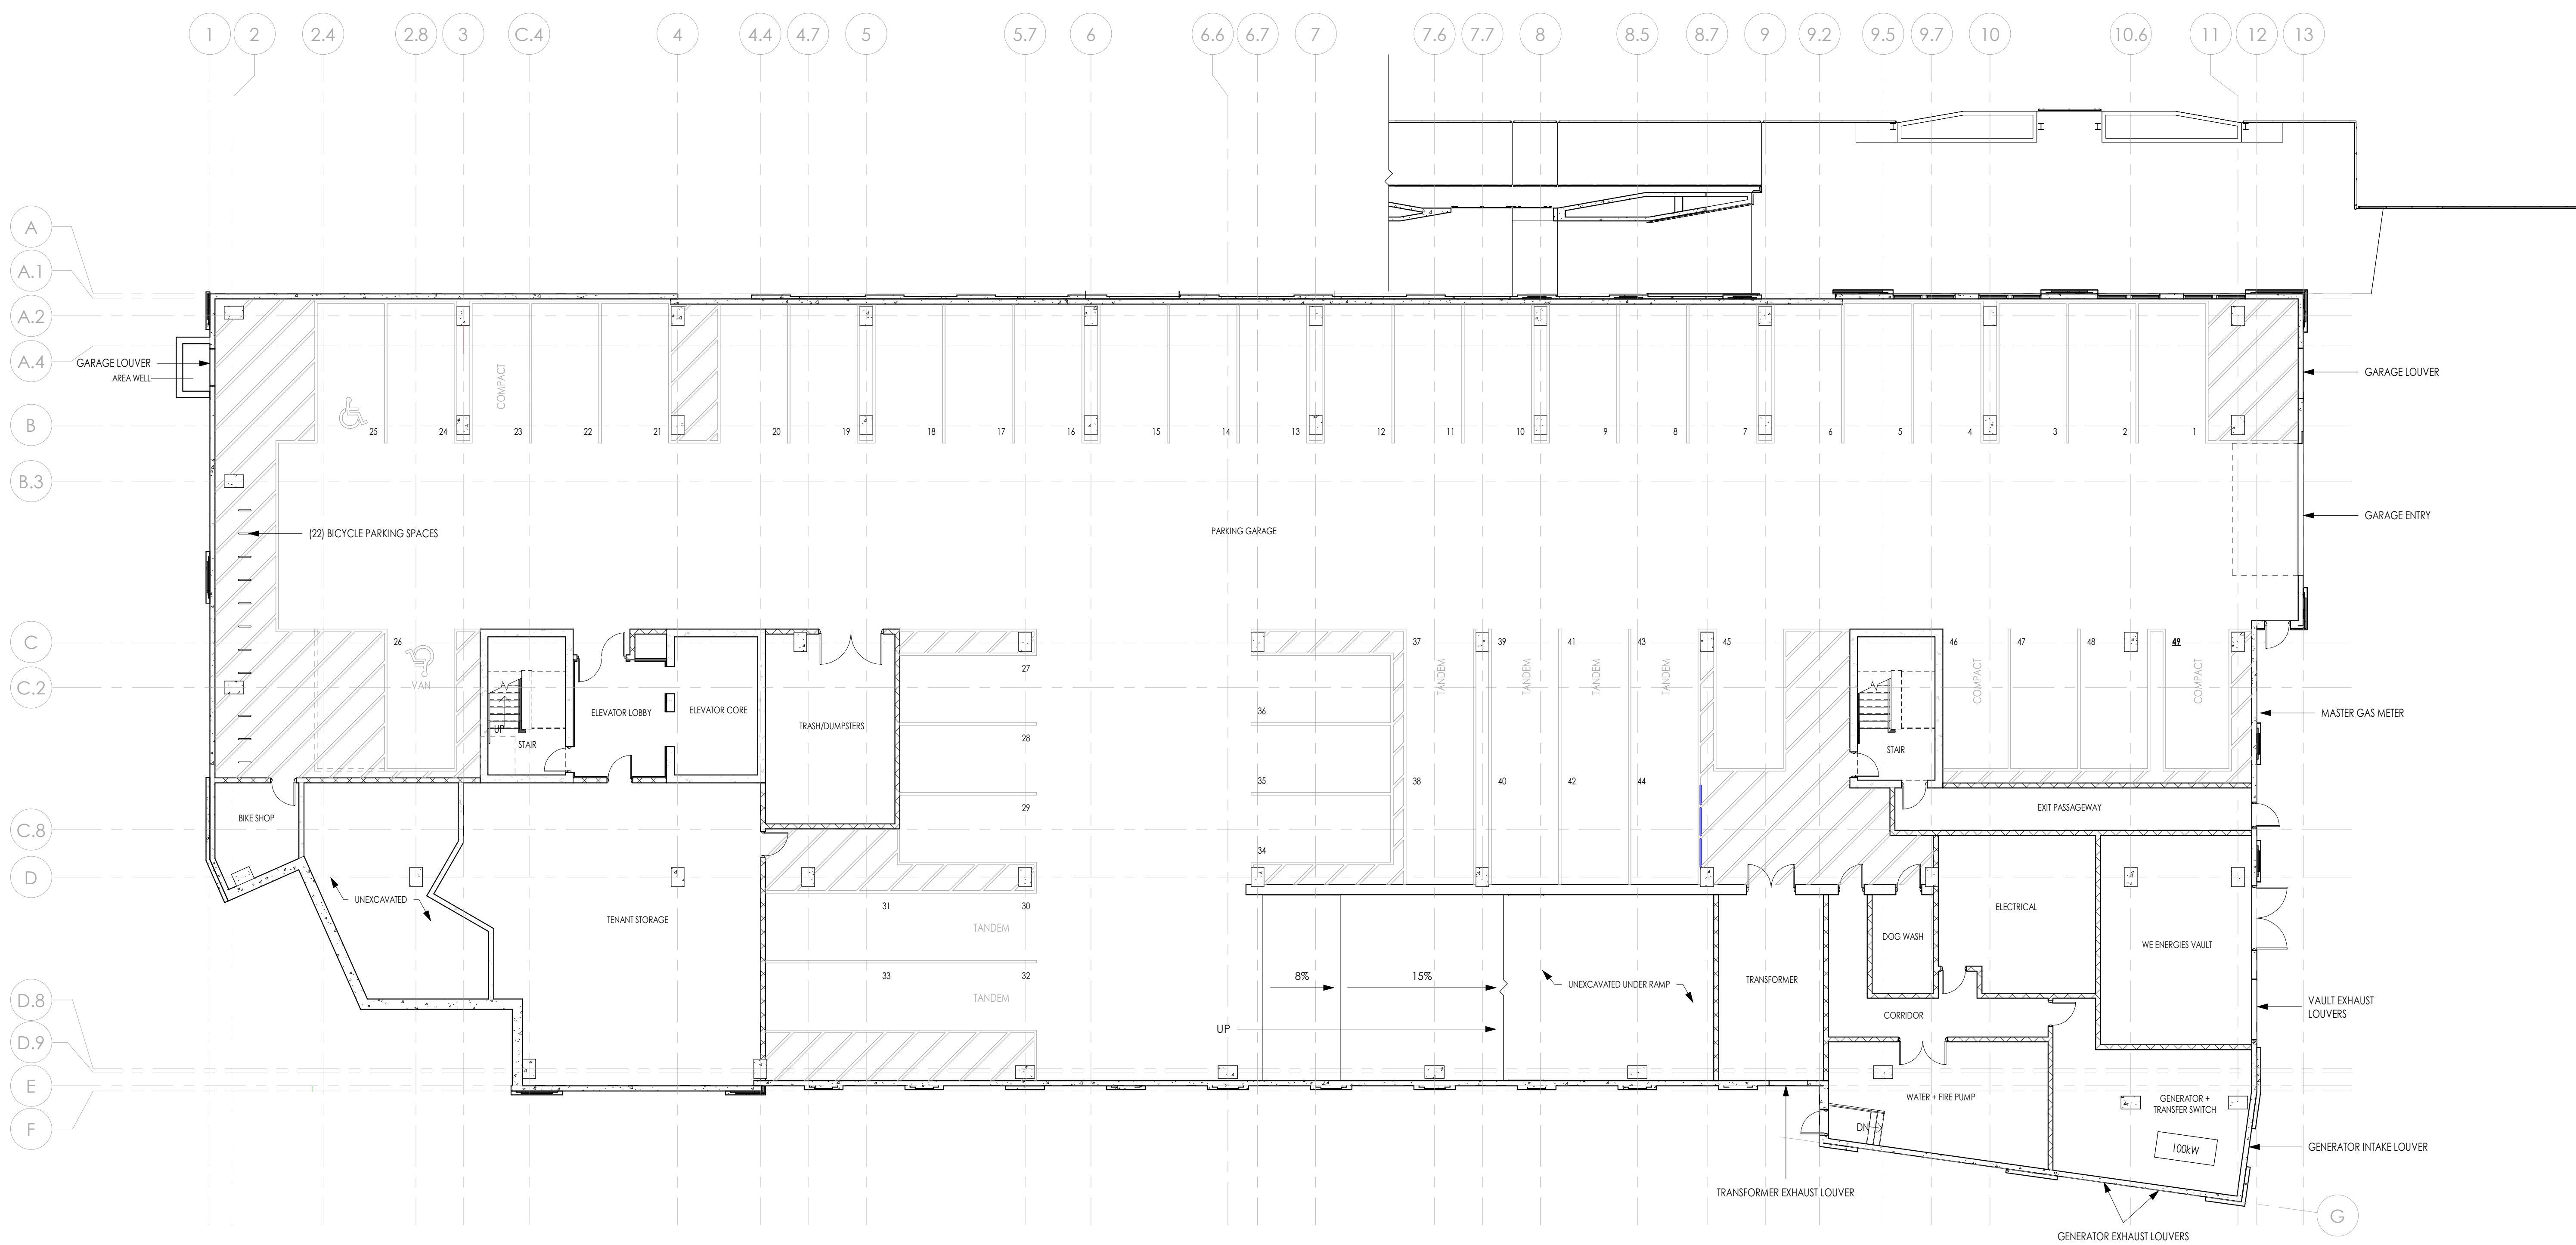 1 2 2.4 2.8 3 C.4 4 4.4 4.7 5 5.7 6 6.6 6.7 7 7.6 7.7 8 8.5 8.7 9 9.2 9.5 9.7 10 10.6 11 12 13
A
A.1
A.2
A.4
GARAGE LOUVER
AREA WELL
COMPACT
GARAGE LOUVER
B
25 24 23 22 21 20 19 18 17 16 15 14 13 12 11 10 9 8 7 6 5 4 3 2 1
B.3
(22) BICYCLE PARKING SPACES
PARKING GARAGE
GARAGE ENTRY
C
26 37 39 41 43 45 46 47 48 49
27
C.2
VAN
TANDEM TANDEM TANDEM TANDEM
COMPACT COMPACT
UP
STAIR
ELEVATOR LOBBY
ELEVATOR CORE
TRASH/DUMPSTERS
36
28
STAIR
MASTER GAS METER
35 38 40 42 44
29
BIKE SHOP
EXIT PASSAGEWAY
C.8
34
D
UNEXCAVATED
TENANT STORAGE
31 30
TANDEM
ELECTRICAL
DOG WASH
WE ENERGIES VAULT
33 32
TANDEM
8% 15%
UNEXCAVATED UNDER RAMP
TRANSFORMER
D.8
VAULT EXHAUST
LOUVERS
CORRIDOR
UP
D.9
E
WATER + FIRE PUMP
GENERATOR +
TRANSFER SWITCH
F
DN
100kW
GENERATOR INTAKE LOUVER
TRANSFORMER EXHAUST LOUVER
G
GENERATOR EXHAUST LOUVERS